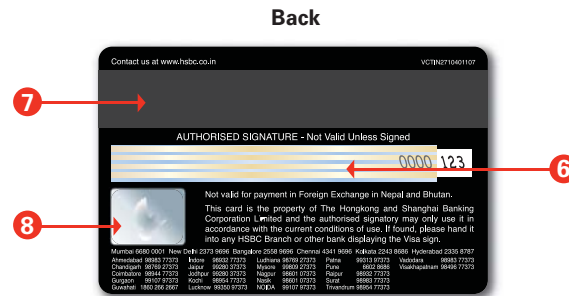 Back
Contact us at www.hsbc.co.in VCTIN2710401107
7
AUTHORISED SIGNATURE - Not Valid Unless Signed
0000 123
6
Not valid for payment in Foreign Exchange in Nepal and Bhutan.
This card is the property of The Hongkong and Shanghai Banking
Corporation Limited and the authorised signatory may only use it in
accordance with the current conditions of use. If found, please hand it
into any HSBC Branch or other bank displaying the Visa sign.
8
Mumbai 6680 0001 New Delhi 2373 9696 Bangalore 2558 9696 Chennai 4341 9696 Kolkata 2243 8686 Hyderabad 2335 8787
Ahmedabad 98983 77373 Indore 98932 77373 Ludhiana 98769 27373 Patna 99313 97373 Vadodara 98983 77373
Chandigarh 98769 27373 Jaipur 99280 37373 Mysore 99809 27373 Pune 6602 8686 Visakhapatnam 98496 77373
Coimbatore 98944 77373 Jodhpur 99280 37373 Nagpur 98601 07373 Raipur 98932 77373
Gurgaon 99107 97373 Kochi 98954 77373 Nasik 98601 07373 Surat 98983 77373
Guwahati 1860 266 2667 Lucknow 99350 97373 NOIDA 99107 97373 Trivandrum 98954 77373